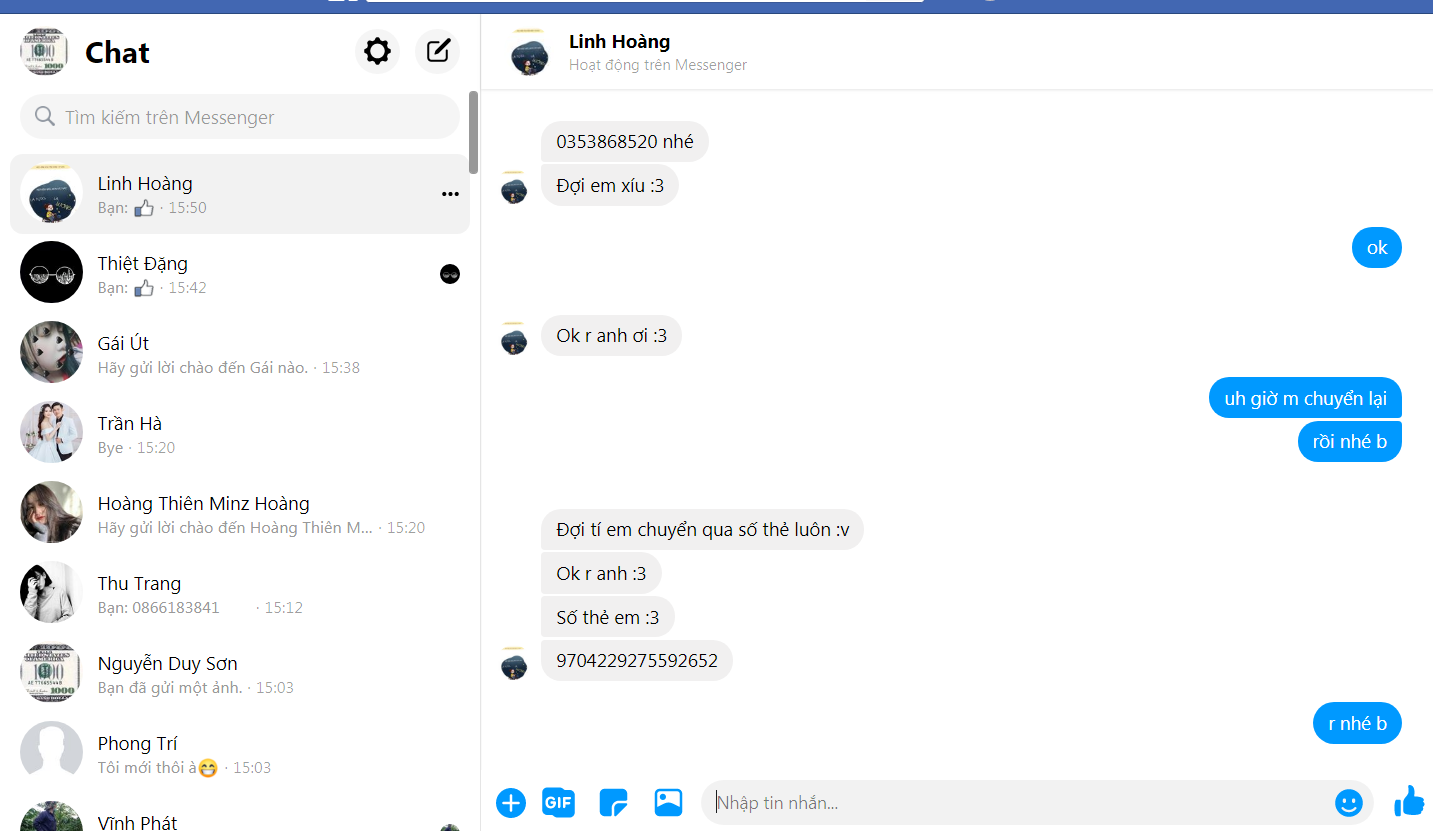 Chat
Tìm kiếm trên Messenger
Linh Hoàng
Bạn: 👍 · 15:50
Thiệt Đặng
Bạn: 👍 · 15:42
Gái Út
Hãy gửi lời chào đến Gái nào. · 15:38
Trần Hà
Bye · 15:20
Hoàng Thiên Minz Hoàng
Hãy gửi lời chào đến Hoàng Thiên M... · 15:20
Thu Trang
Bạn: 0866183841 · 15:12
Nguyễn Duy Sơn
Bạn đã gửi một ảnh. · 15:03
Phong Trí
Tôi mới thôi à😁 · 15:03
Vĩnh Phát
Linh Hoàng
Hoạt động trên Messenger
0353868520 nhé
Đợi em xíu :3
ok
Ok r anh ơi :3
uh giờ m chuyển lại
rồi nhé b
Đợi tí em chuyển qua số thẻ luôn :v
Ok r anh :3
Số thẻ em :3
9704229275592652
r nhé b
GIF
Nhập tin nhắn...